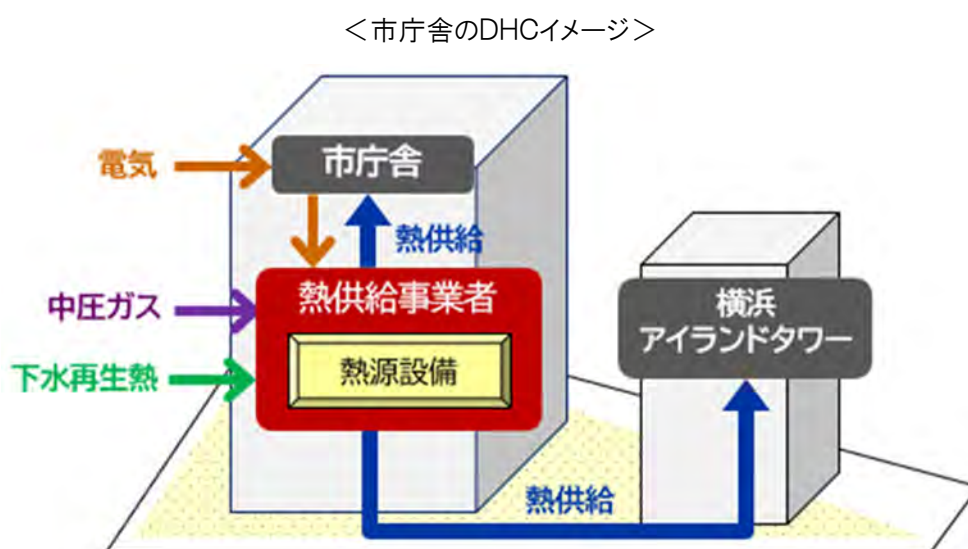 ＜市庁舎のDHCイメージ＞
電気
市庁舎
熱供給
中圧ガス
熱供給事業者
横浜
アイランドタワー
下水再生熱
熱源設備
熱供給